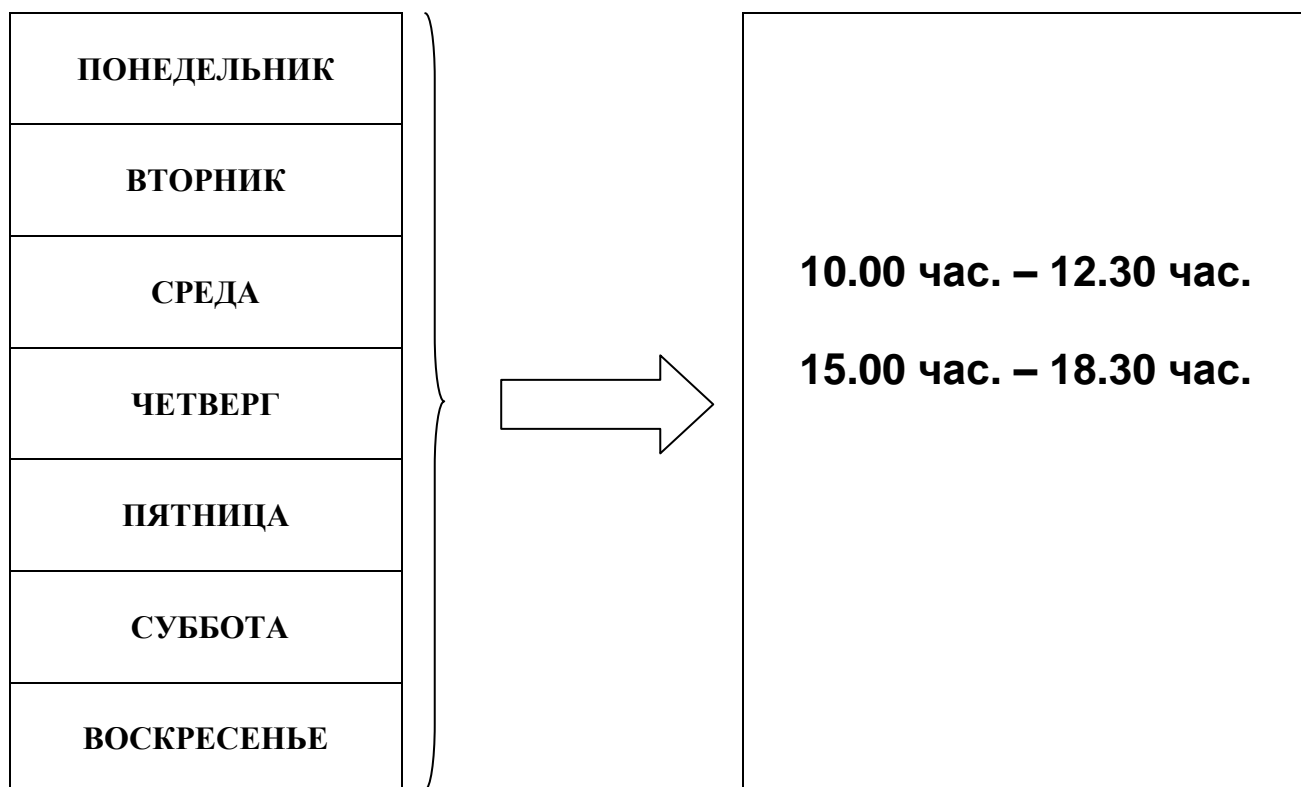 ПОНЕДЕЛЬНИК
ВТОРНИК
СРЕДА
ЧЕТВЕРГ
ПЯТНИЦА
СУББОТА
ВОСКРЕСЕНЬЕ
10.00 час. – 12.30 час.
15.00 час. – 18.30 час.